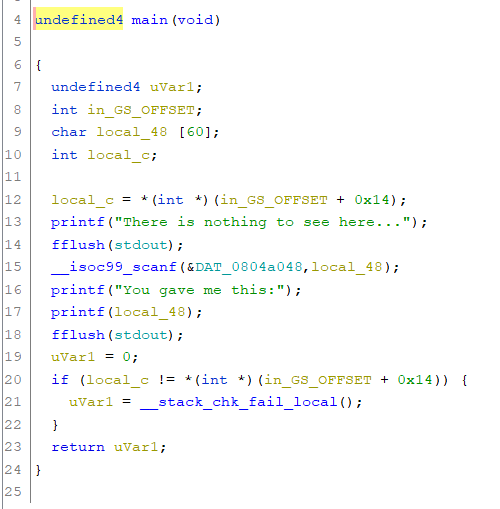 4 undefined4 main(void)
5
6 {
7 undefined4 uVar1;
8 int in_GS_OFFSET;
9 char local_48 [60];
10 int local_c;
11
12 local_c = *(int *)(in_GS_OFFSET + 0x14);
13 printf("There is nothing to see here...");
14 fflush(stdout);
15 __isoc99_scanf(&DAT_0804a048,local_48);
16 printf("You gave me this:");
17 printf(local_48);
18 fflush(stdout);
19 uVar1 = 0;
20 if (local_c != *(int *)(in_GS_OFFSET + 0x14)) {
21 uVar1 = __stack_chk_fail_local();
22 }
23 return uVar1;
24 }
25